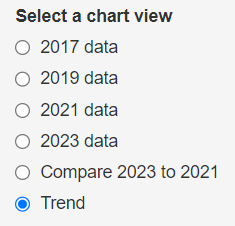 Select a chart view
2017 data
2019 data
2021 data
2023 data
Compare 2023 to 2021
Trend